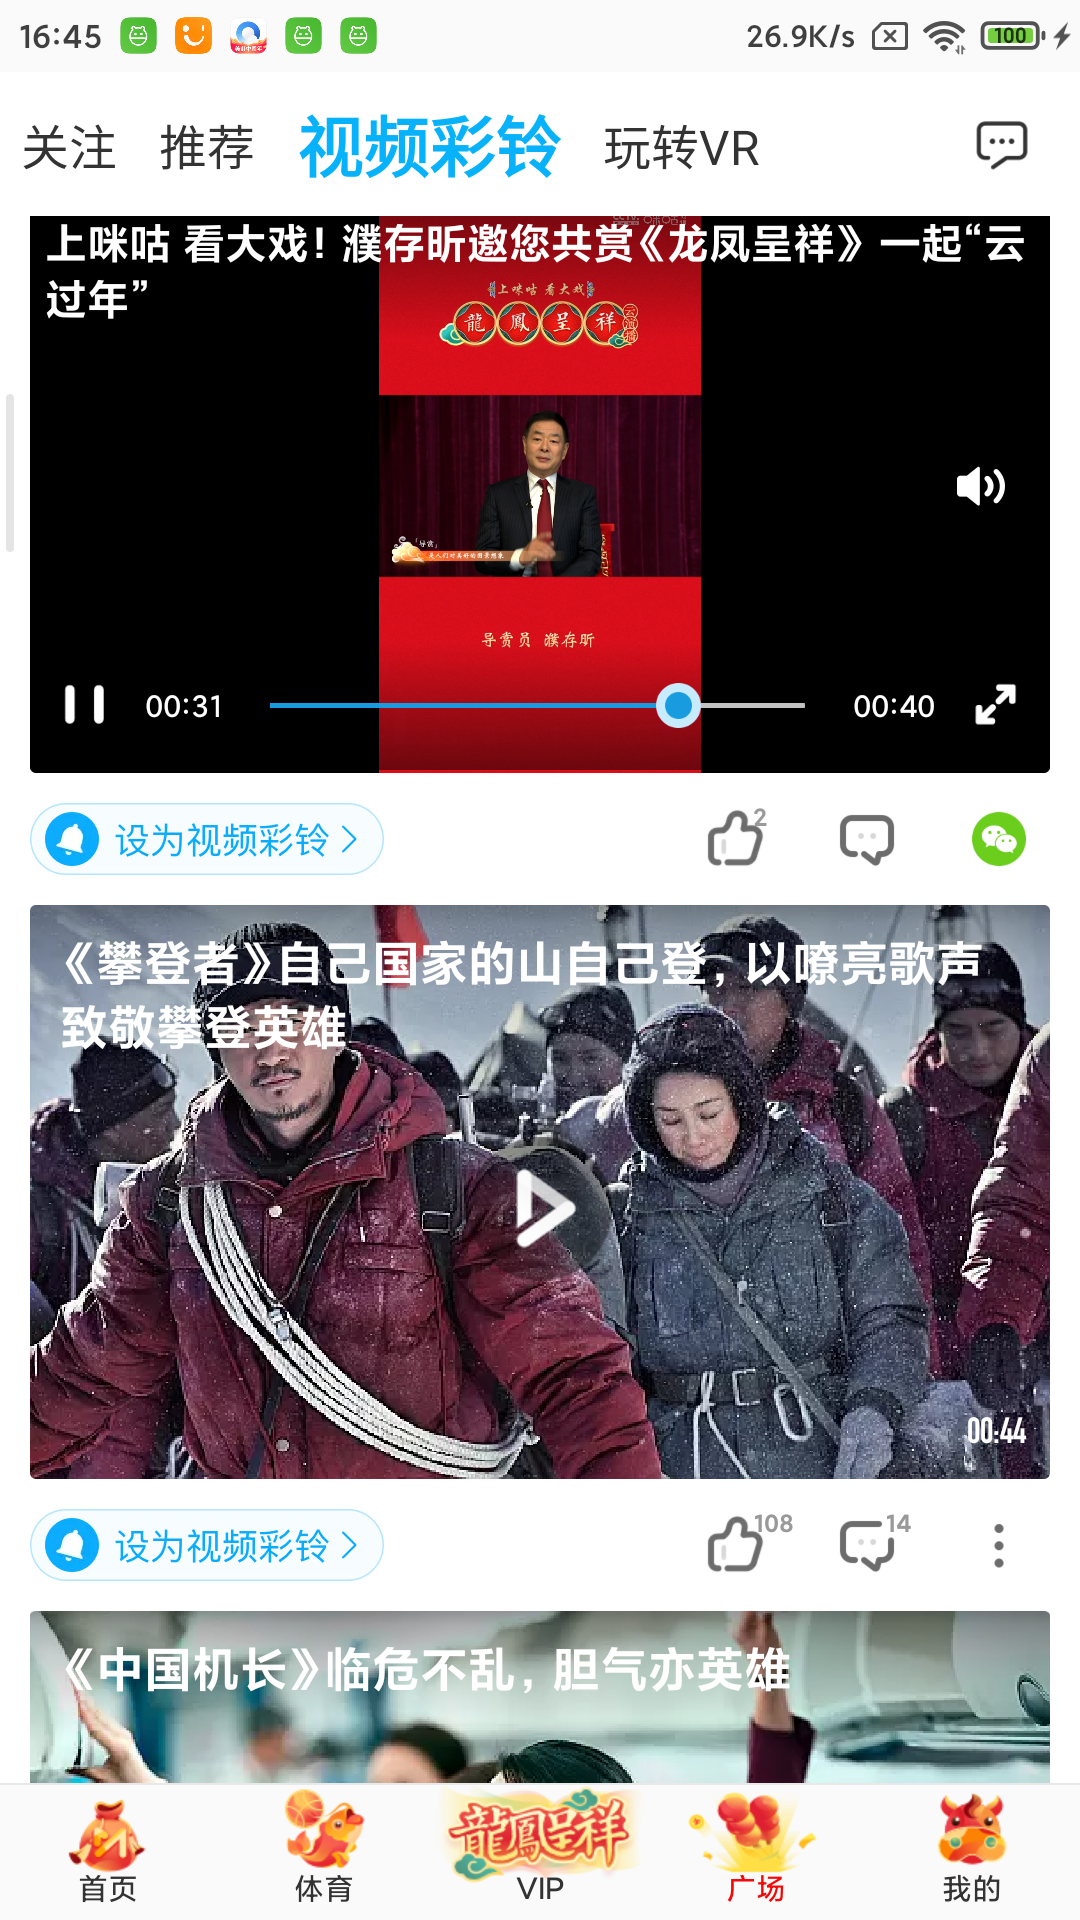 16:45
26.9K/s
100
关注 推荐 视频彩铃 玩转VR
上咪咕 看大戏！濮存昕邀您共赏《龙凤呈祥》一起“云
过年”
上咪咕 看大戏
龍鳳呈祥
导赏员 濮存昕
00:31
00:40
设为视频彩铃
2
《攀登者》自己国家的山自己登，以嘹亮歌声
致敬攀登英雄
00:44
设为视频彩铃
108
14
《中国机长》临危不乱，胆气亦英雄
龍鳳呈祥
首页 体育 VIP 广场 我的